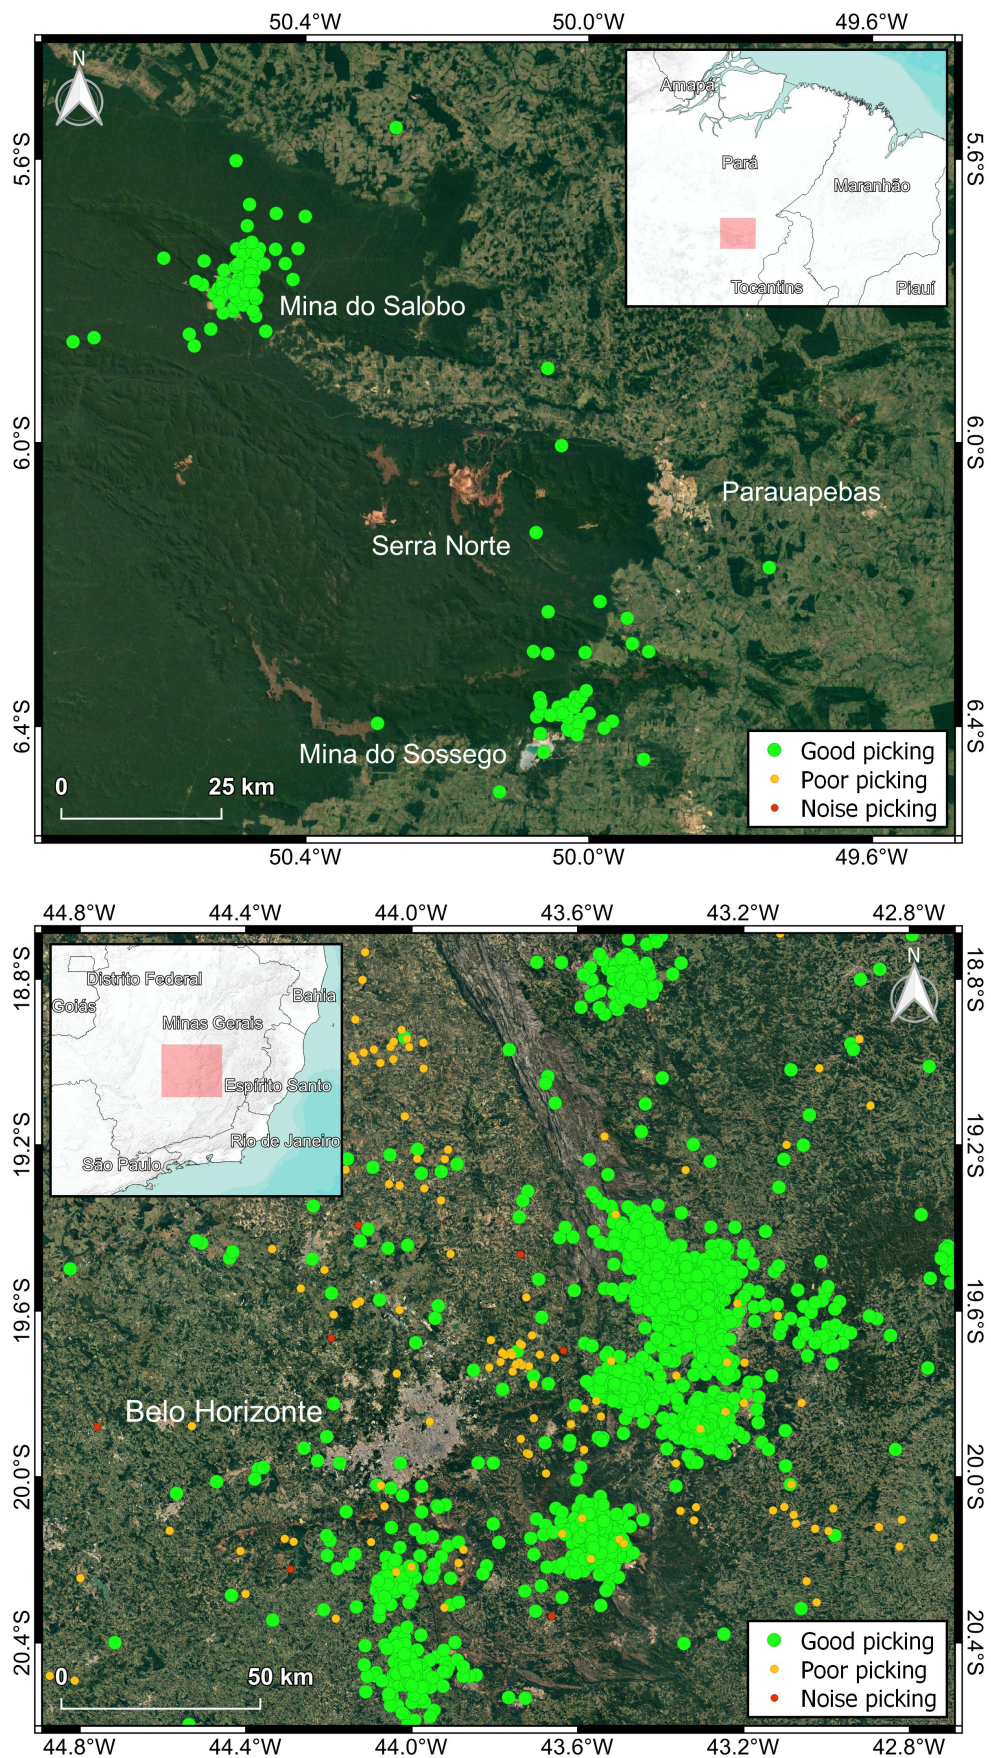 50.4°W 50.0°W 49.6°W
N
Amapá
Pará
Maranhão
Tocantins
Piauí
5.6°S 5.6°S
Mina do Salobo
6.0°S 6.0°S
Parauapebas
Serra Norte
6.4°S 6.4°S
Mina do Sossego
0 25 km
Good picking
Poor picking
Noise picking
50.4°W 50.0°W 49.6°W
44.8°W 44.4°W 44.0°W 43.6°W 43.2°W 42.8°W
N
Distrito Federal
Goiás
Bahia
Minas Gerais
Espírito Santo
Rio de Janeiro
São Paulo
18.8°S 18.8°S
19.2°S 19.2°S
19.6°S 19.6°S
Belo Horizonte
20.0°S 20.0°S
20.4°S 20.4°S
0 50 km
Good picking
Poor picking
Noise picking
44.8°W 44.4°W 44.0°W 43.6°W 43.2°W 42.8°W